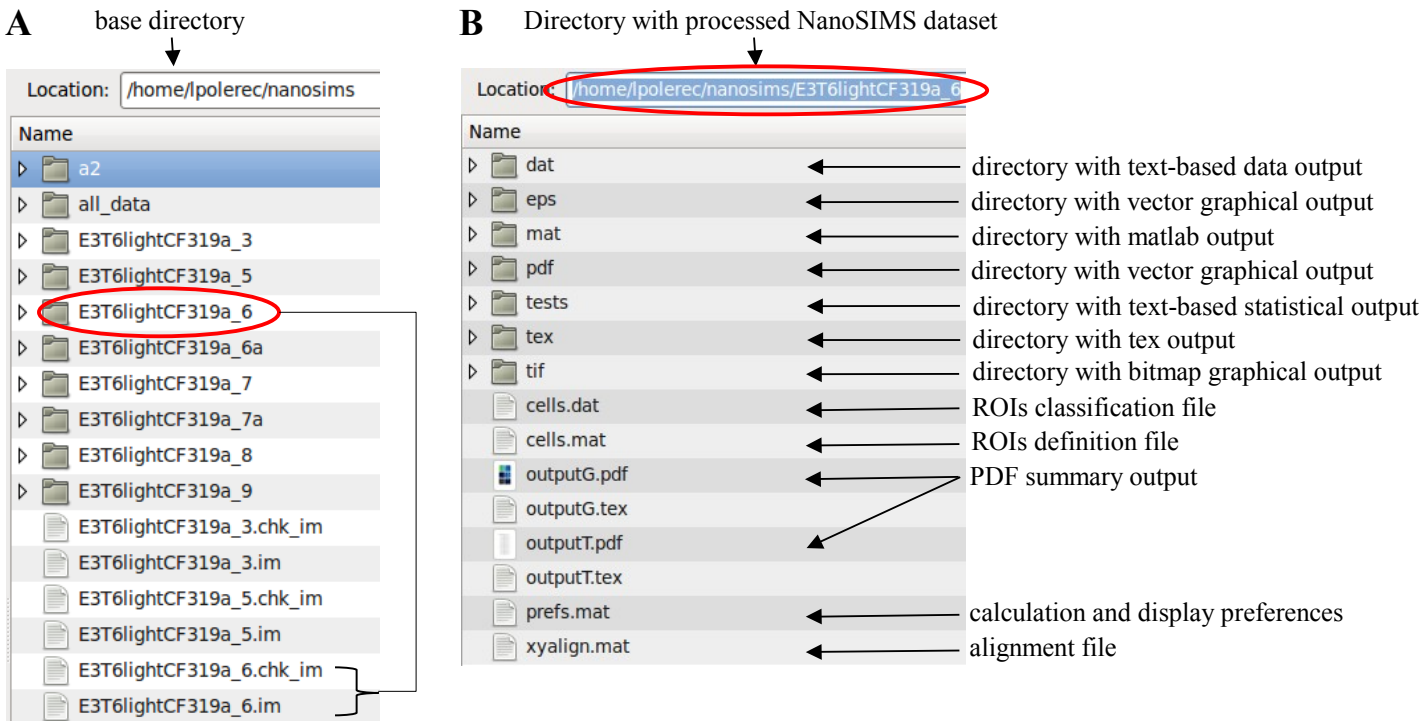 A
base directory
Location: /home/lpolerec/nanosims
Name
a2
all_data
E3T6lightCF319a_3
E3T6lightCF319a_5
E3T6lightCF319a_6
E3T6lightCF319a_6a
E3T6lightCF319a_7
E3T6lightCF319a_7a
E3T6lightCF319a_8
E3T6lightCF319a_9
E3T6lightCF319a_3.chk_im
E3T6lightCF319a_3.im
E3T6lightCF319a_5.chk_im
E3T6lightCF319a_5.im
E3T6lightCF319a_6.chk_im
E3T6lightCF319a_6.im
B
Directory with processed NanoSIMS dataset
Location: /home/lpolerec/nanosims/E3T6lightCF319a_6
Name
dat directory with text-based data output
eps directory with vector graphical output
mat directory with matlab output
pdf directory with vector graphical output
tests directory with text-based statistical output
tex directory with tex output
tif directory with bitmap graphical output
cells.dat ROIs classification file
cells.mat ROIs definition file
outputG.pdf PDF summary output
outputG.tex
outputT.pdf
outputT.tex
prefs.mat calculation and display preferences
xyalign.mat alignment file